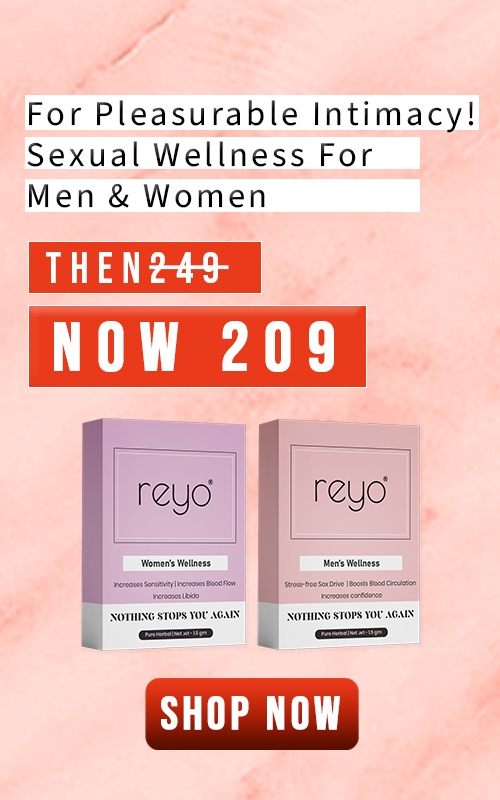 For Pleasurable Intimacy!
Sexual Wellness For
Men & Women
THEN 249
NOW 209
reyo®
Women's Wellness
Increases Sensitivity | Increases Blood Flow
Increases Libido
NOTHING STOPS YOU AGAIN
Pure Herbal | Net .wt - 1.5 gm
reyo®
Men's Wellness
Stress-free Sex Drive | Boosts Blood Circulation
Increases confidence
NOTHING STOPS YOU AGAIN
Pure Herbal | Net .wt - 1.5 gm
SHOP NOW